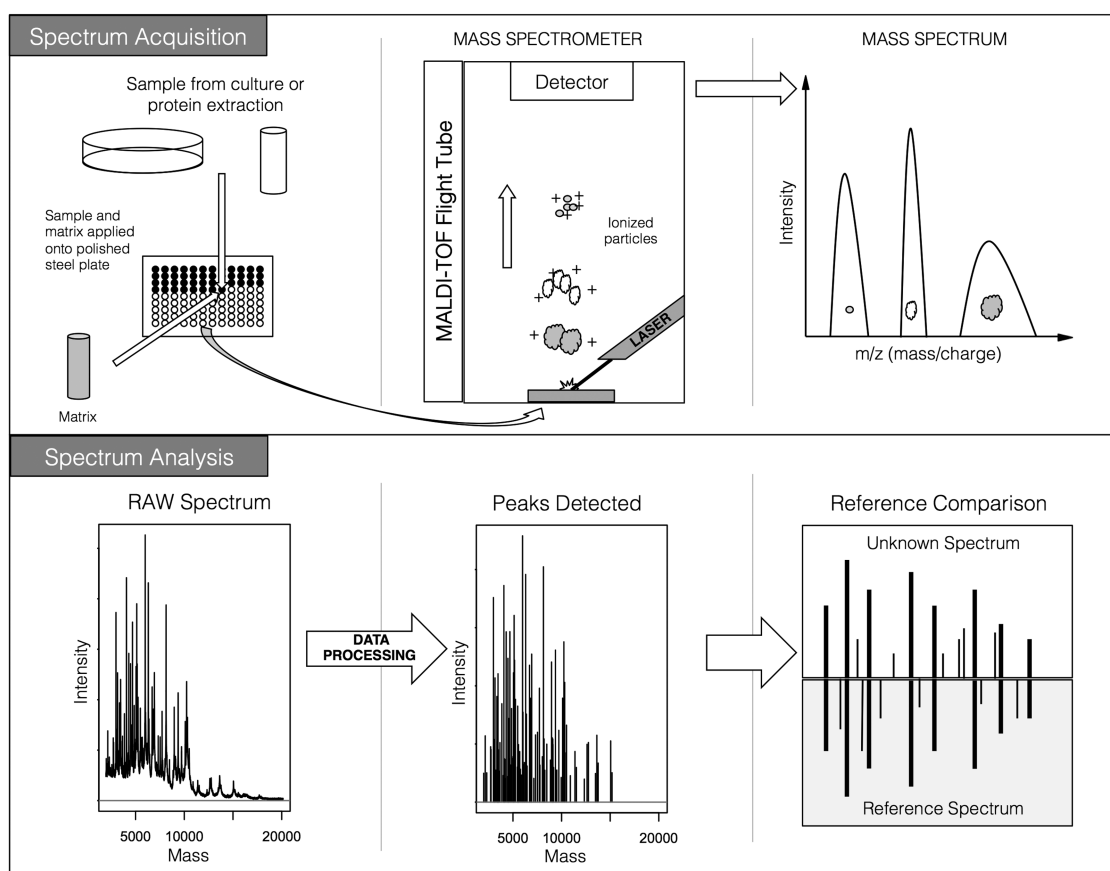 Spectrum Acquisition
Sample from culture or
protein extraction
Sample and
matrix applied
onto polished
steel plate
Matrix
MASS SPECTROMETER
Detector
MALDI-TOF Flight Tube
Ionized
particles
LASER
MASS SPECTRUM
Intensity
m/z (mass/charge)
Spectrum Analysis
RAW Spectrum
Intensity
5000 10000 20000
Mass
DATA
PROCESSING
Peaks Detected
Intensity
5000 10000 20000
Mass
Reference Comparison
Unknown Spectrum
Reference Spectrum